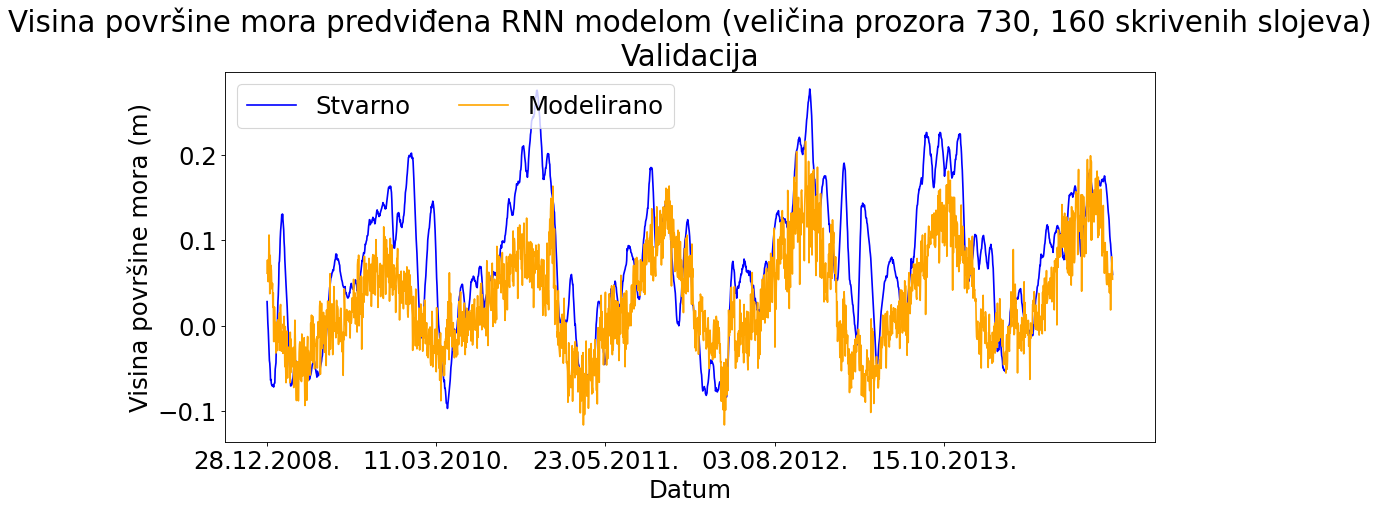 Visina površine mora predviđena RNN modelom (veličina prozora 730, 160 skrivenih slojeva)
Validacija
Stvarno Modelirano
Visina površine mora (m)
0.2
0.1
0.0
−0.1
28.12.2008. 11.03.2010. 23.05.2011. 03.08.2012. 15.10.2013.
Datum